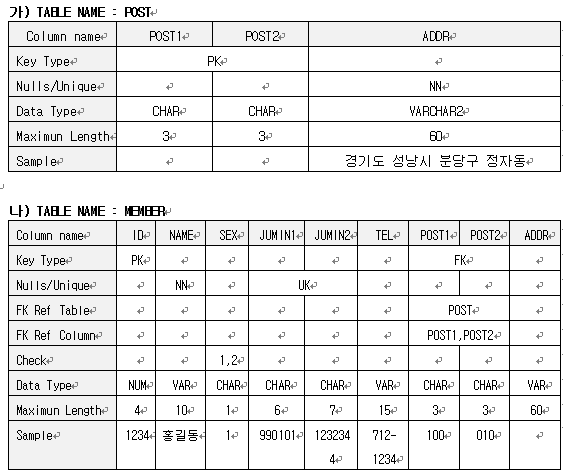 가) TABLE NAME : POST
Column name POST1 POST2 ADDR
Key Type PK
Nulls/Unique NN
Data Type CHAR CHAR VARCHAR2
Maximun Length 3 3 60
Sample 경기도 성남시 분당구 정자동
나) TABLE NAME : MEMBER
Column name ID NAME SEX JUMIN1 JUMIN2 TEL POST1 POST2 ADDR
Key Type PK FK
Nulls/Unique NN UK
FK Ref Table POST
FK Ref Column POST1,POST2
Check 1,2
Data Type NUM VAR CHAR CHAR CHAR VAR CHAR CHAR VAR
Maximun Length 4 10 1 6 7 15 3 3 60
Sample 1234 홍길동 1 990101 123234 712- 100 010
4 1234